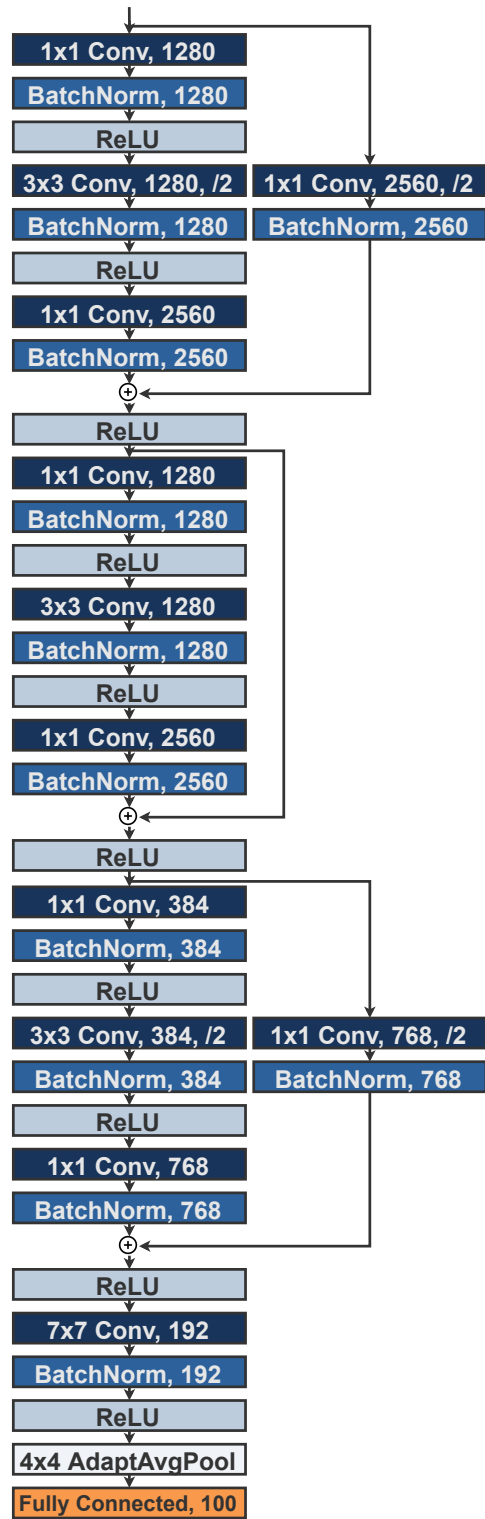 1x1 Conv, 1280
BatchNorm, 1280
ReLU
3x3 Conv, 1280, /2
1x1 Conv, 2560, /2
BatchNorm, 1280
BatchNorm, 2560
ReLU
1x1 Conv, 2560
BatchNorm, 2560
ReLU
1x1 Conv, 1280
BatchNorm, 1280
ReLU
3x3 Conv, 1280
BatchNorm, 1280
ReLU
1x1 Conv, 2560
BatchNorm, 2560
ReLU
1x1 Conv, 384
BatchNorm, 384
ReLU
3x3 Conv, 384, /2
1x1 Conv, 768, /2
BatchNorm, 384
BatchNorm, 768
ReLU
1x1 Conv, 768
BatchNorm, 768
ReLU
7x7 Conv, 192
BatchNorm, 192
ReLU
4x4 AdaptAvgPool
Fully Connected, 100